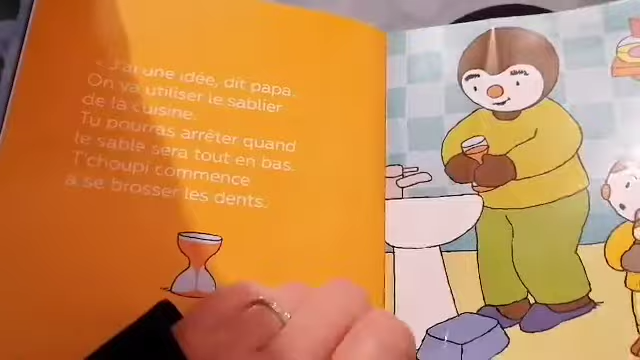 « J'ai une idée, dit papa.
On va utiliser le sablier
de la cuisine.
Tu pourras arrêter quand
le sable sera tout en bas.
T'choupi commence
à se brosser les dents.